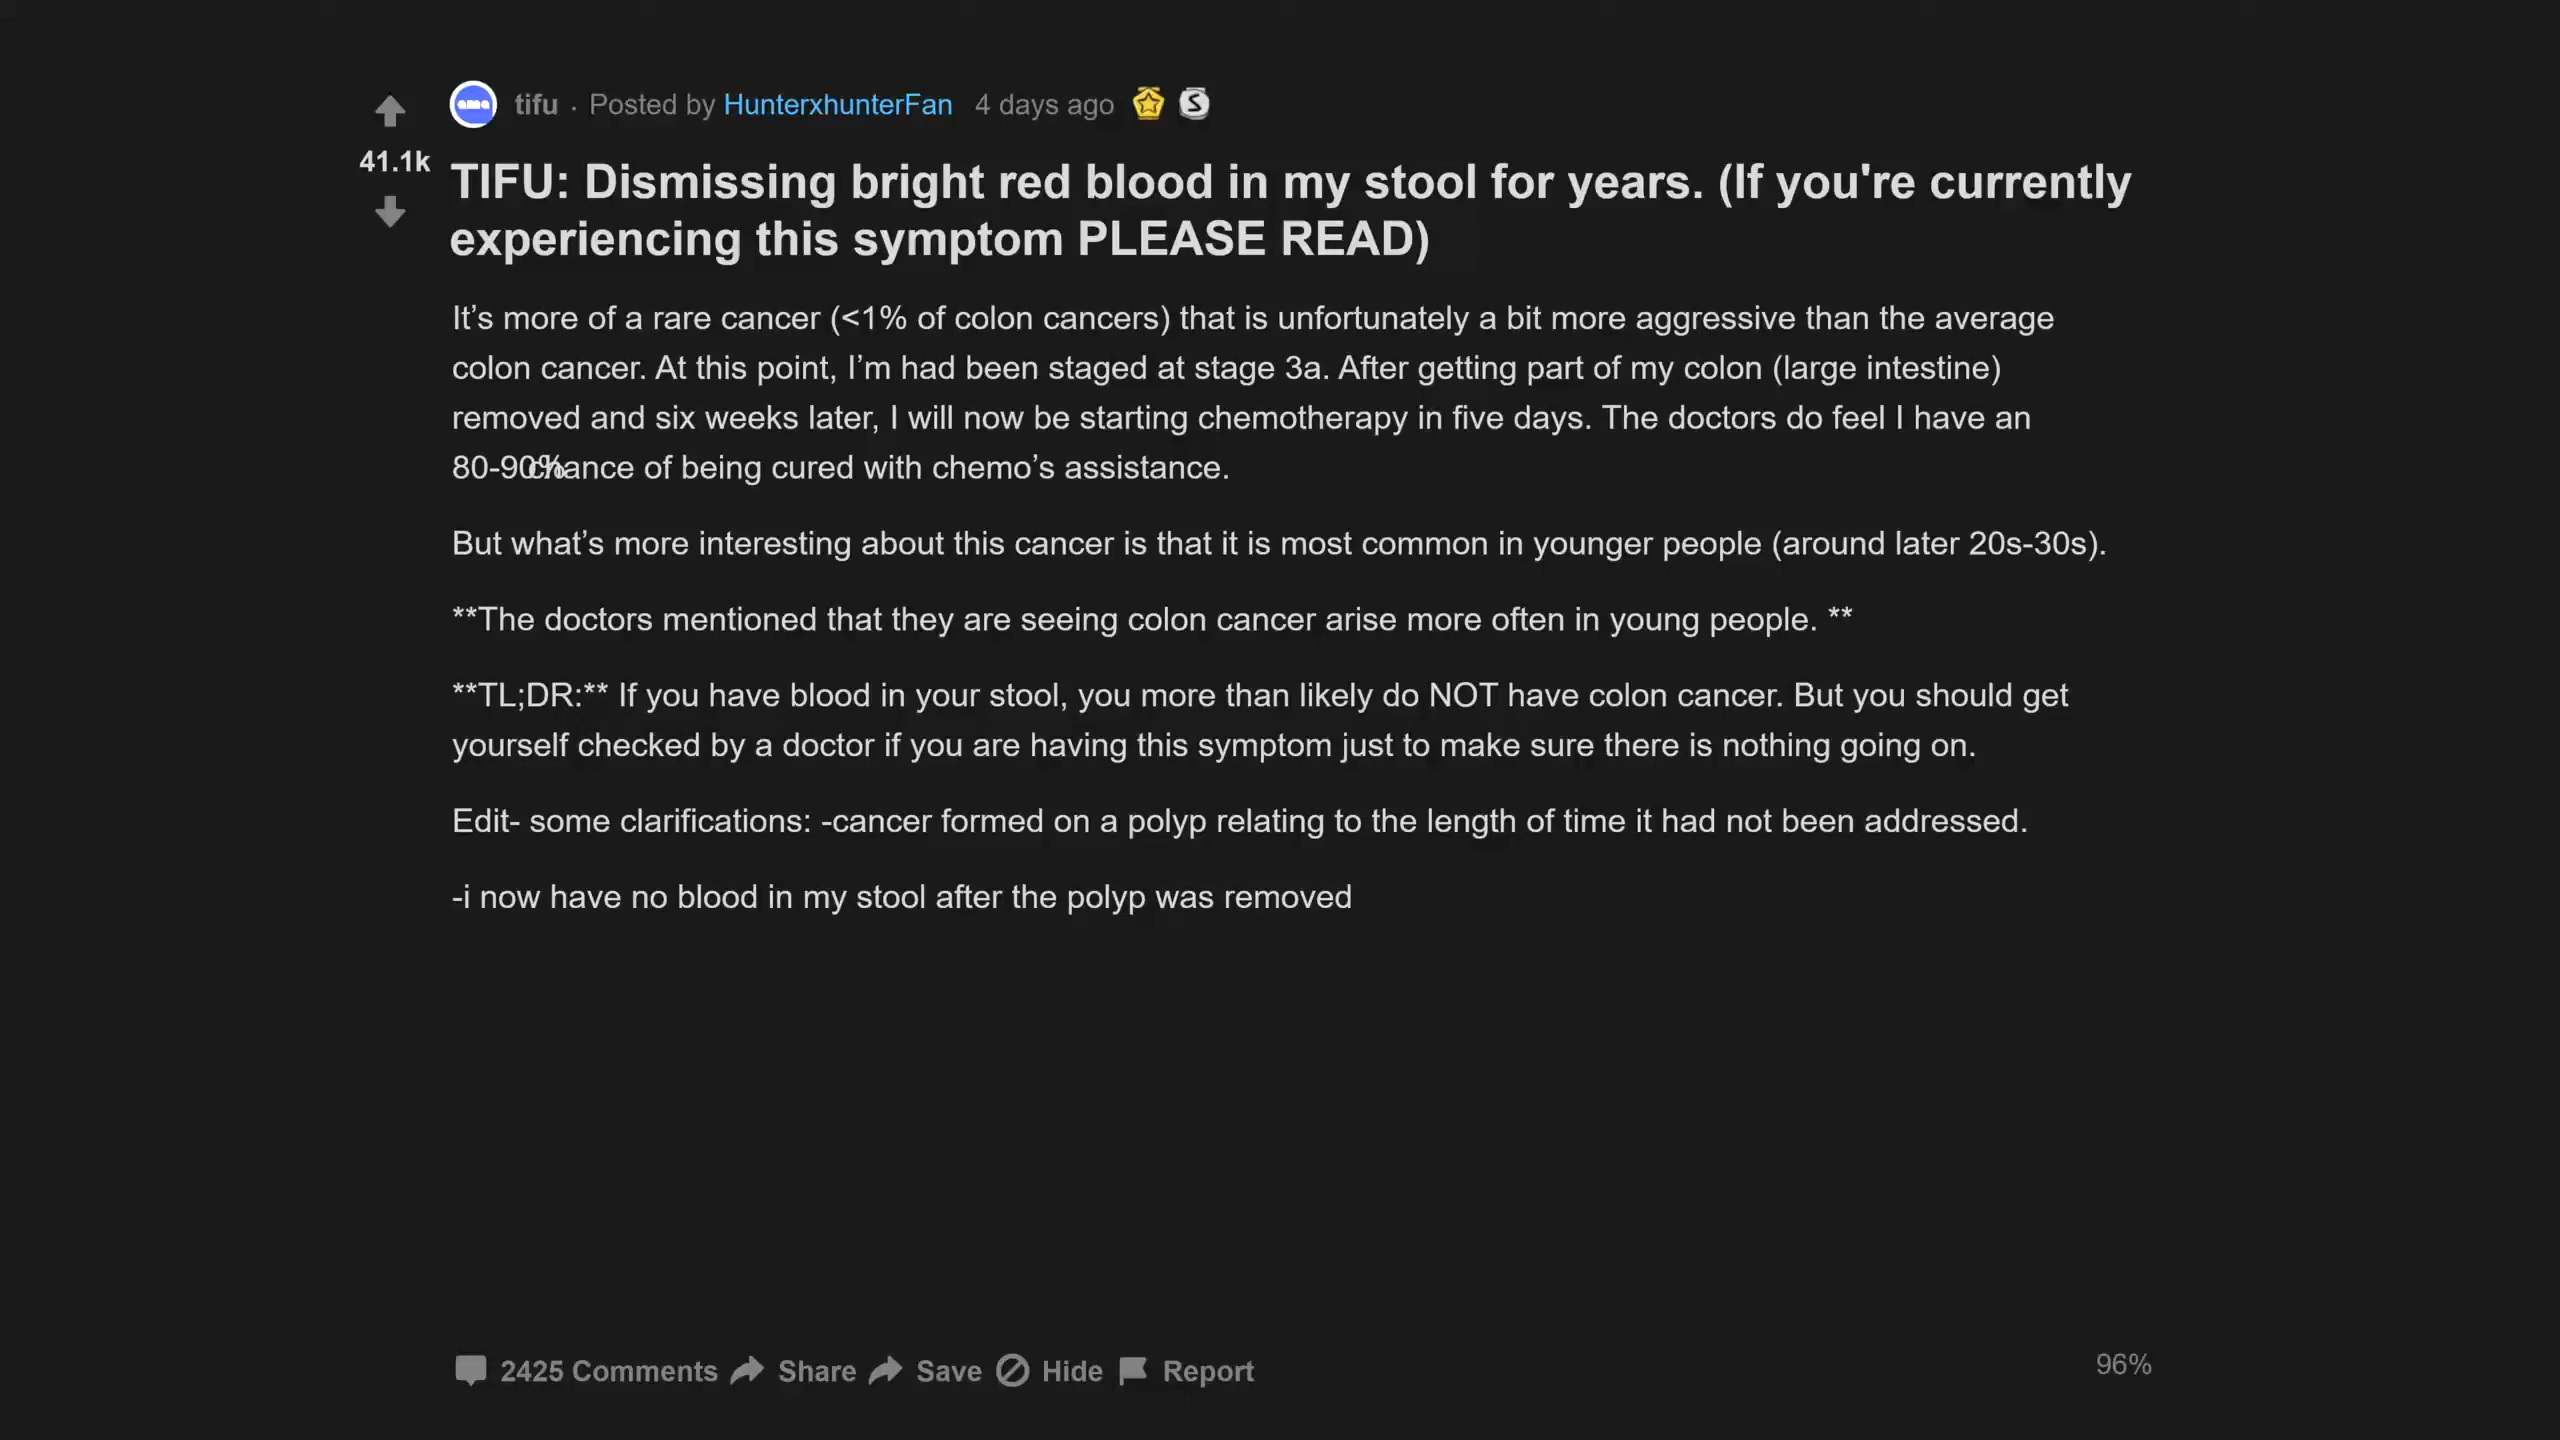 ama tifu · Posted by HunterxhunterFan 4 days ago S
41.1k
TIFU: Dismissing bright red blood in my stool for years. (If you're currently
experiencing this symptom PLEASE READ)
It’s more of a rare cancer (<1% of colon cancers) that is unfortunately a bit more aggressive than the average
colon cancer. At this point, I’m had been staged at stage 3a. After getting part of my colon (large intestine)
removed and six weeks later, I will now be starting chemotherapy in five days. The doctors do feel I have an
80-90% chance of being cured with chemo’s assistance.
But what’s more interesting about this cancer is that it is most common in younger people (around later 20s-30s).
**The doctors mentioned that they are seeing colon cancer arise more often in young people. **
**TL;DR:** If you have blood in your stool, you more than likely do NOT have colon cancer. But you should get
yourself checked by a doctor if you are having this symptom just to make sure there is nothing going on.
Edit- some clarifications: -cancer formed on a polyp relating to the length of time it had not been addressed.
-i now have no blood in my stool after the polyp was removed
2425 Comments Share Save Hide Report 96%